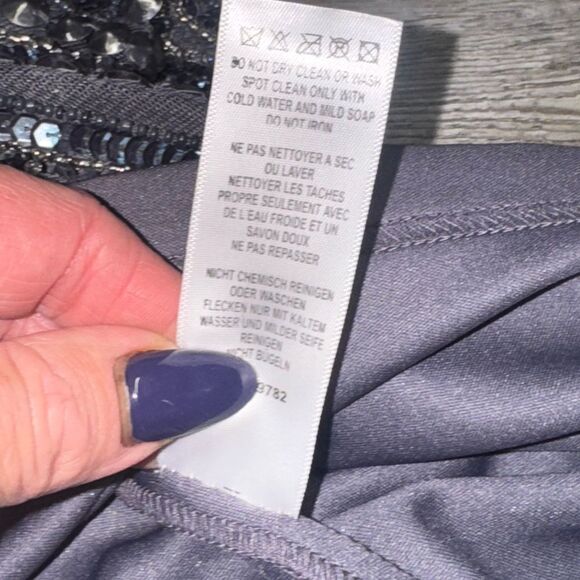 DO NOT DRY CLEAN OR WASH
SPOT CLEAN ONLY WITH
COLD WATER AND MILD SOAP
DO NOT IRON
NE PAS NETTOYER A SEC
OU LAVER
NETTOYER LES TACHES
PROPRE SEULEMENT AVEC
DE L'EAU FROIDE ET UN
SAVON DOUX
NE PAS REPASSER
NICHT CHEMISCH REINIGEN
ODER WASCHEN
FLECKEN NUR MIT KALTEM
WASSER UND MILDER SEIFE
REINIGEN
NICHT BÜGELN
9782